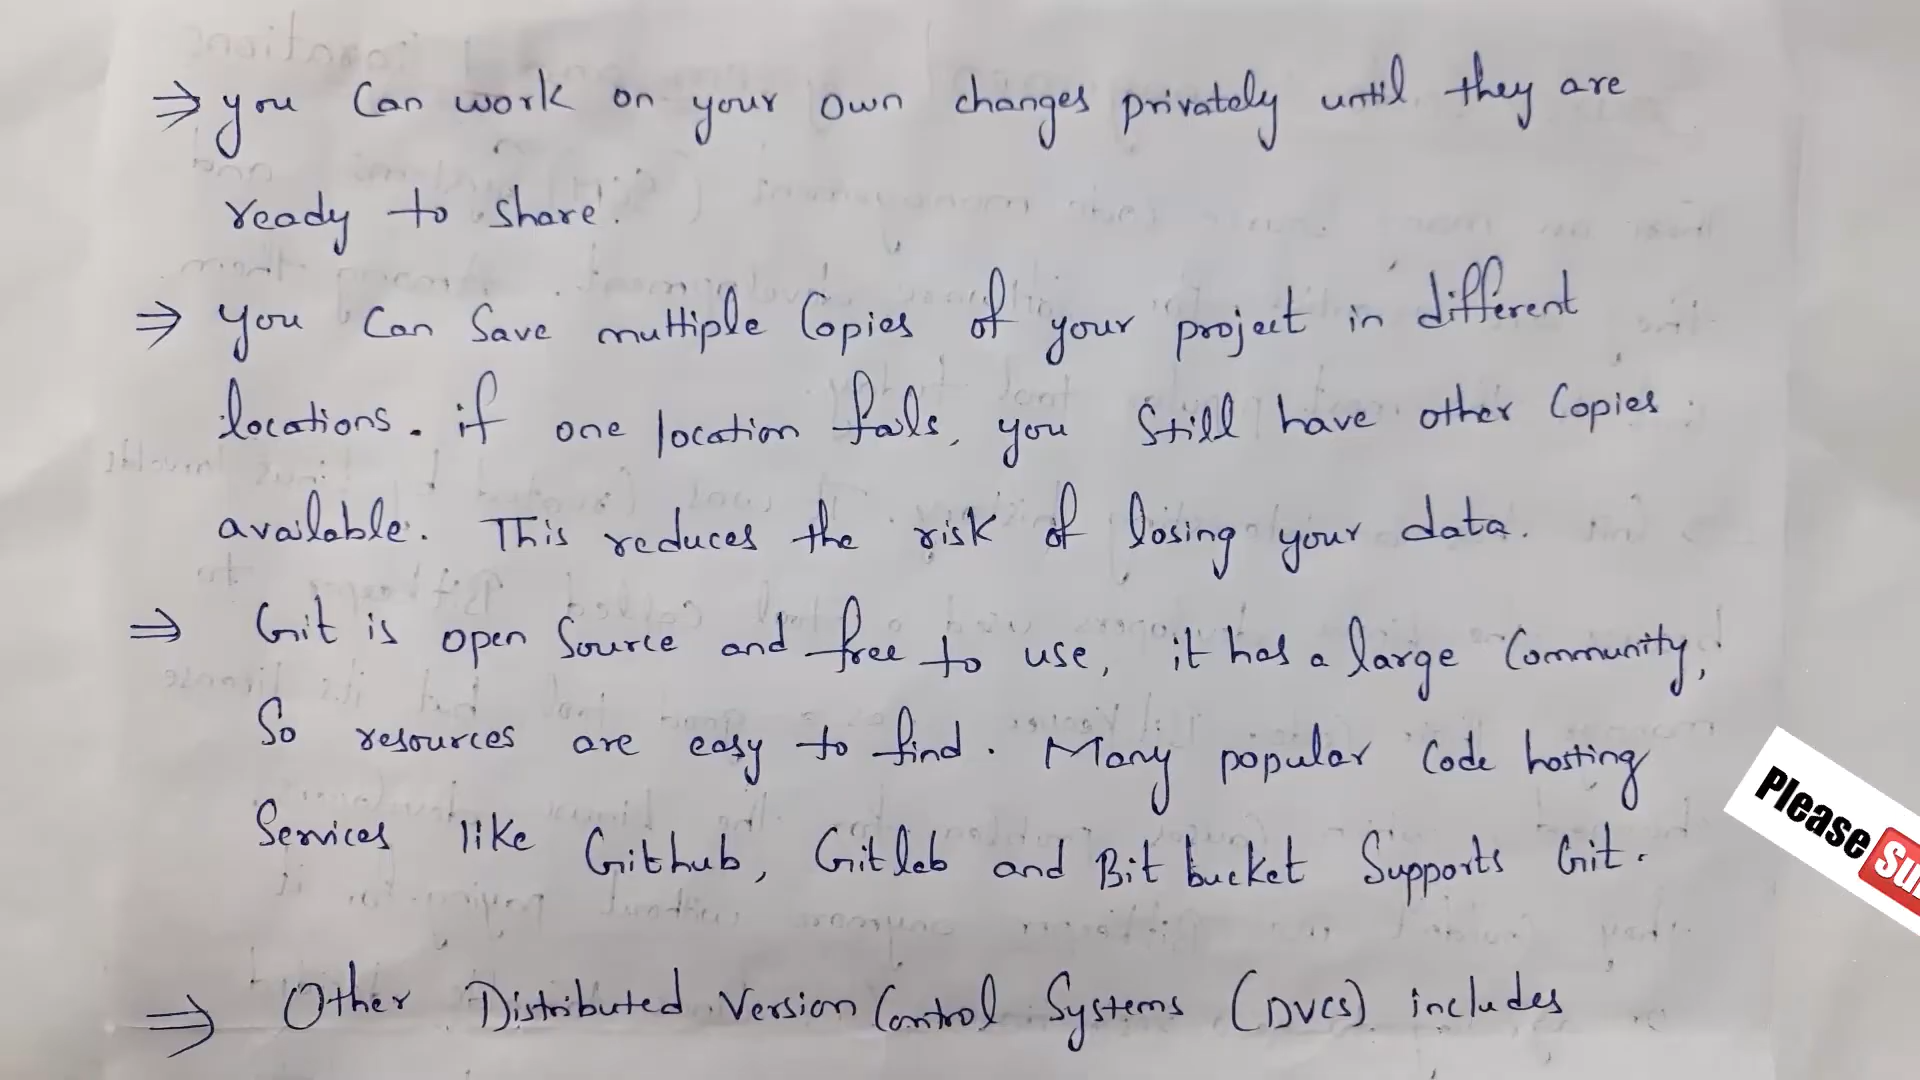 ⇒ you Can work on your own changes privately until they are
ready to share.
⇒ you Can Save multiple Copies of your project in different
locations. if one location fails, you Still have other Copies
available. This reduces the risk of losing your data.
⇒ Git is open Source and free to use, it has a large Community,
So resources are easy to find. Many popular Code hosting
Services like Github, Gitlab and Bit bucket Supports Git.
⇒ Other Distributed Version Control Systems (DVCS) includes
Please
Su